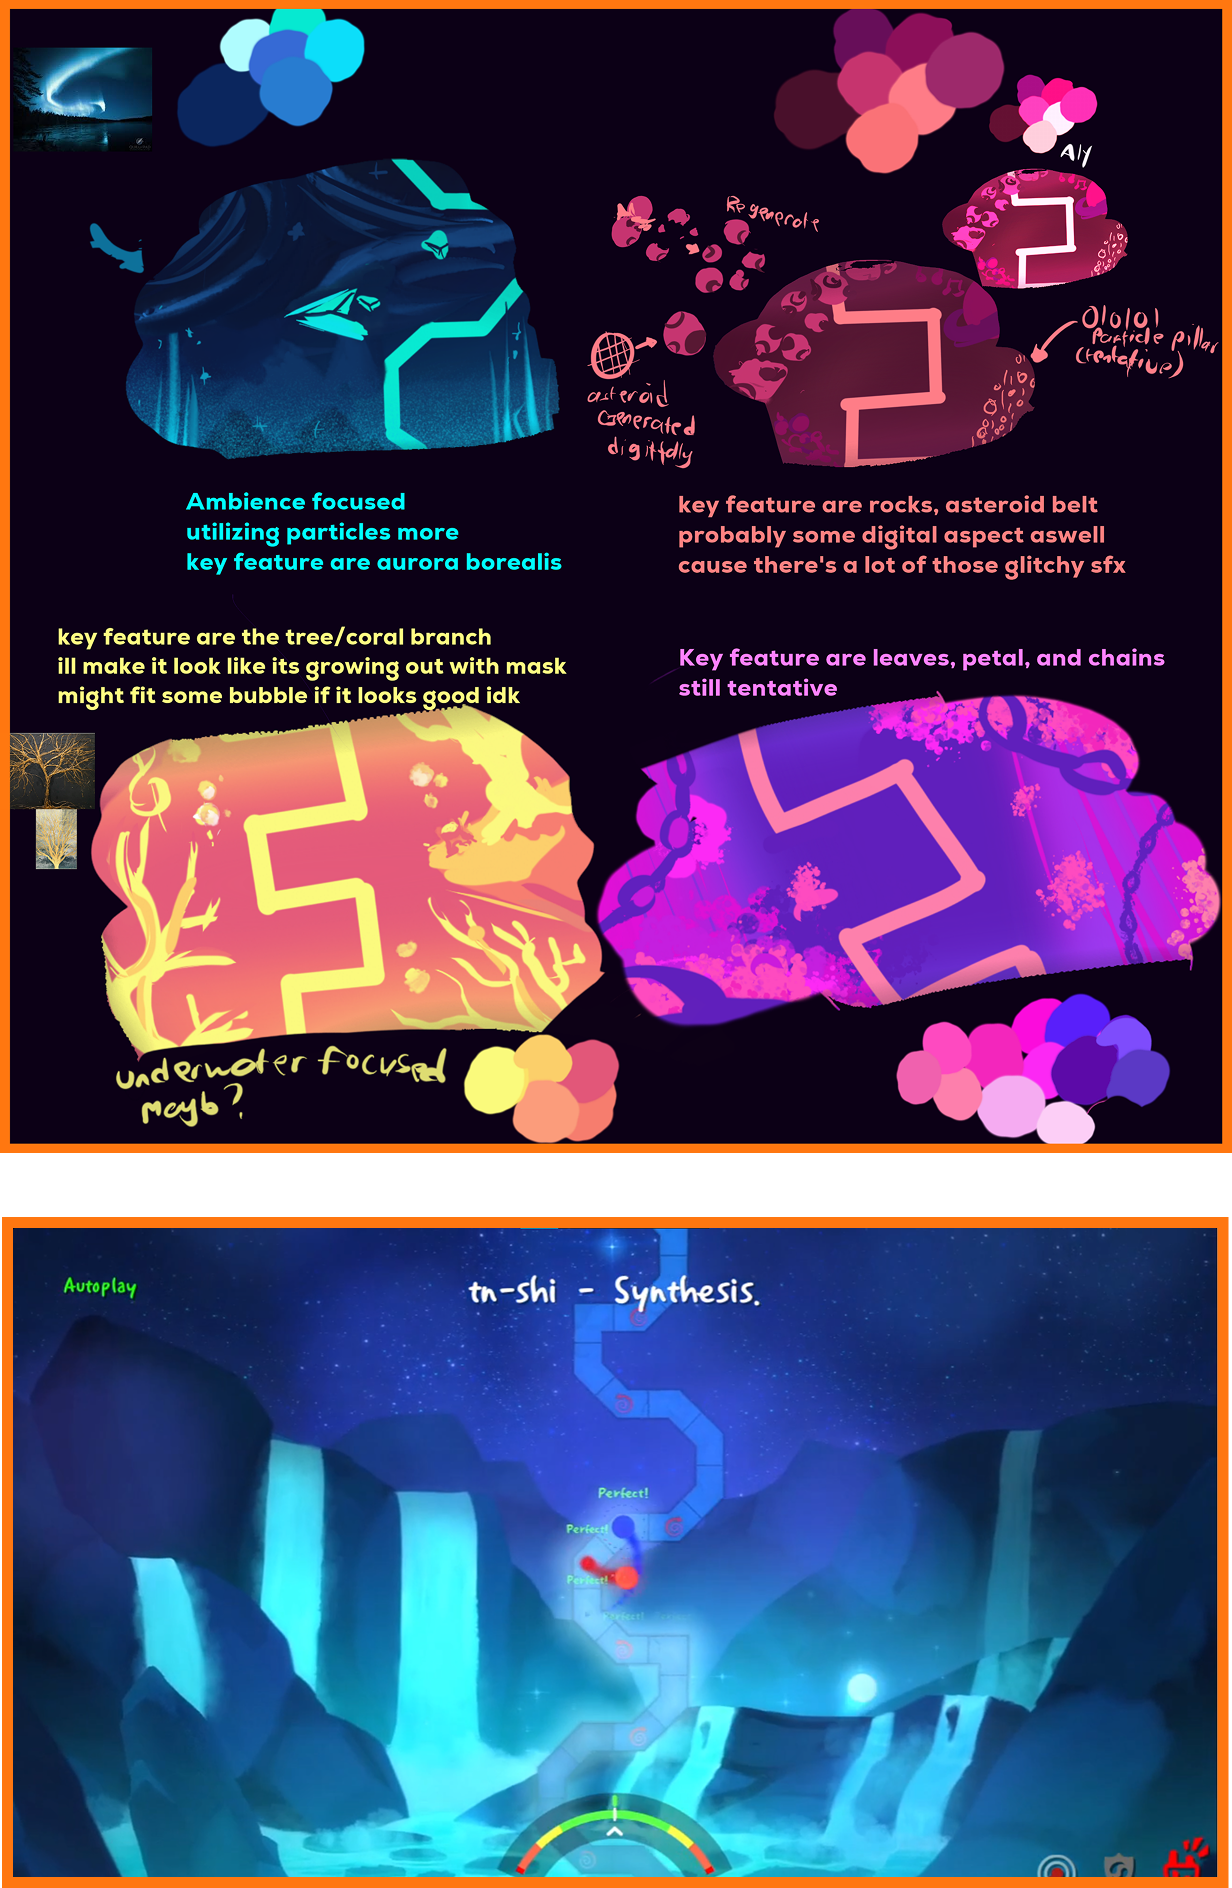 Aly
Regenerate
010101
Particle pillar
(tentative)
asteroid
Generated
digitally
Ambience focused
utilizing particles more
key feature are aurora borealis
key feature are rocks, asteroid belt
probably some digital aspect aswell
cause there's a lot of those glitchy sfx
key feature are the tree/coral branch
ill make it look like its growing out with mask
might fit some bubble if it looks good idk
Key feature are leaves, petal, and chains
still tentative
underwater focused
mayb?
Autoplay
tn-shi - Synthesis.
Perfect!
Perfect!
Perfect!
Perfect!